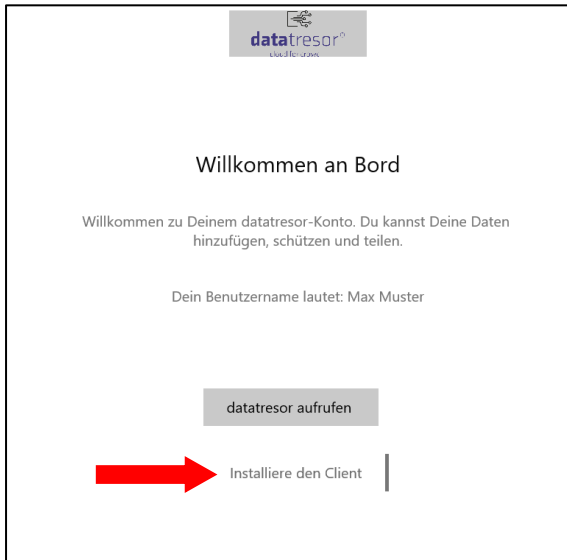 datatresor®
Willkommen an Bord
Willkommen zu Deinem datatresor-Konto. Du kannst Deine Daten
hinzufügen, schützen und teilen.
Dein Benutzername lautet: Max Muster
datatresor aufrufen
Installiere den Client